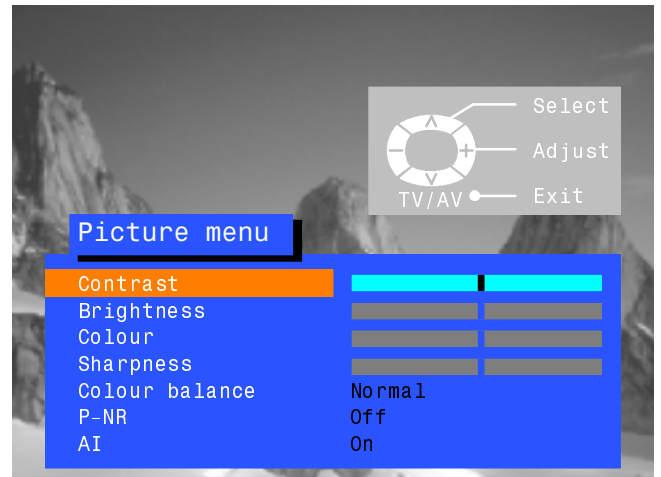 Select
Adjust
TV/AV Exit
Picture menu
Contrast
Brightness
Colour
Sharpness
Colour balance Normal
P-NR Off
AI On